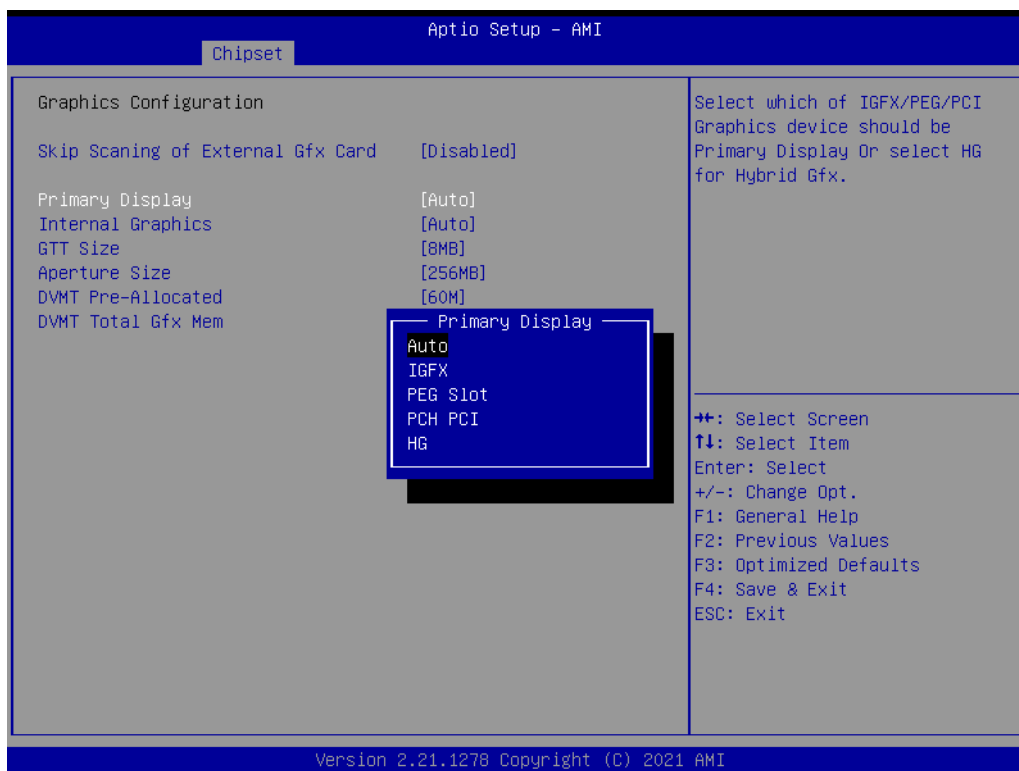 Aptio Setup – AMI
Chipset
Graphics Configuration
Skip Scaning of External Gfx Card [Disabled]
Primary Display [Auto]
Internal Graphics [Auto]
GTT Size [8MB]
Aperture Size [256MB]
DVMT Pre-Allocated [60M]
DVMT Total Gfx Mem
Primary Display
Auto
IGFX
PEG Slot
PCH PCI
HG
Select which of IGFX/PEG/PCI
Graphics device should be
Primary Display Or select HG
for Hybrid Gfx.
→←: Select Screen
↑↓: Select Item
Enter: Select
+/-: Change Opt.
F1: General Help
F2: Previous Values
F3: Optimized Defaults
F4: Save & Exit
ESC: Exit
Version 2.21.1278 Copyright (C) 2021 AMI